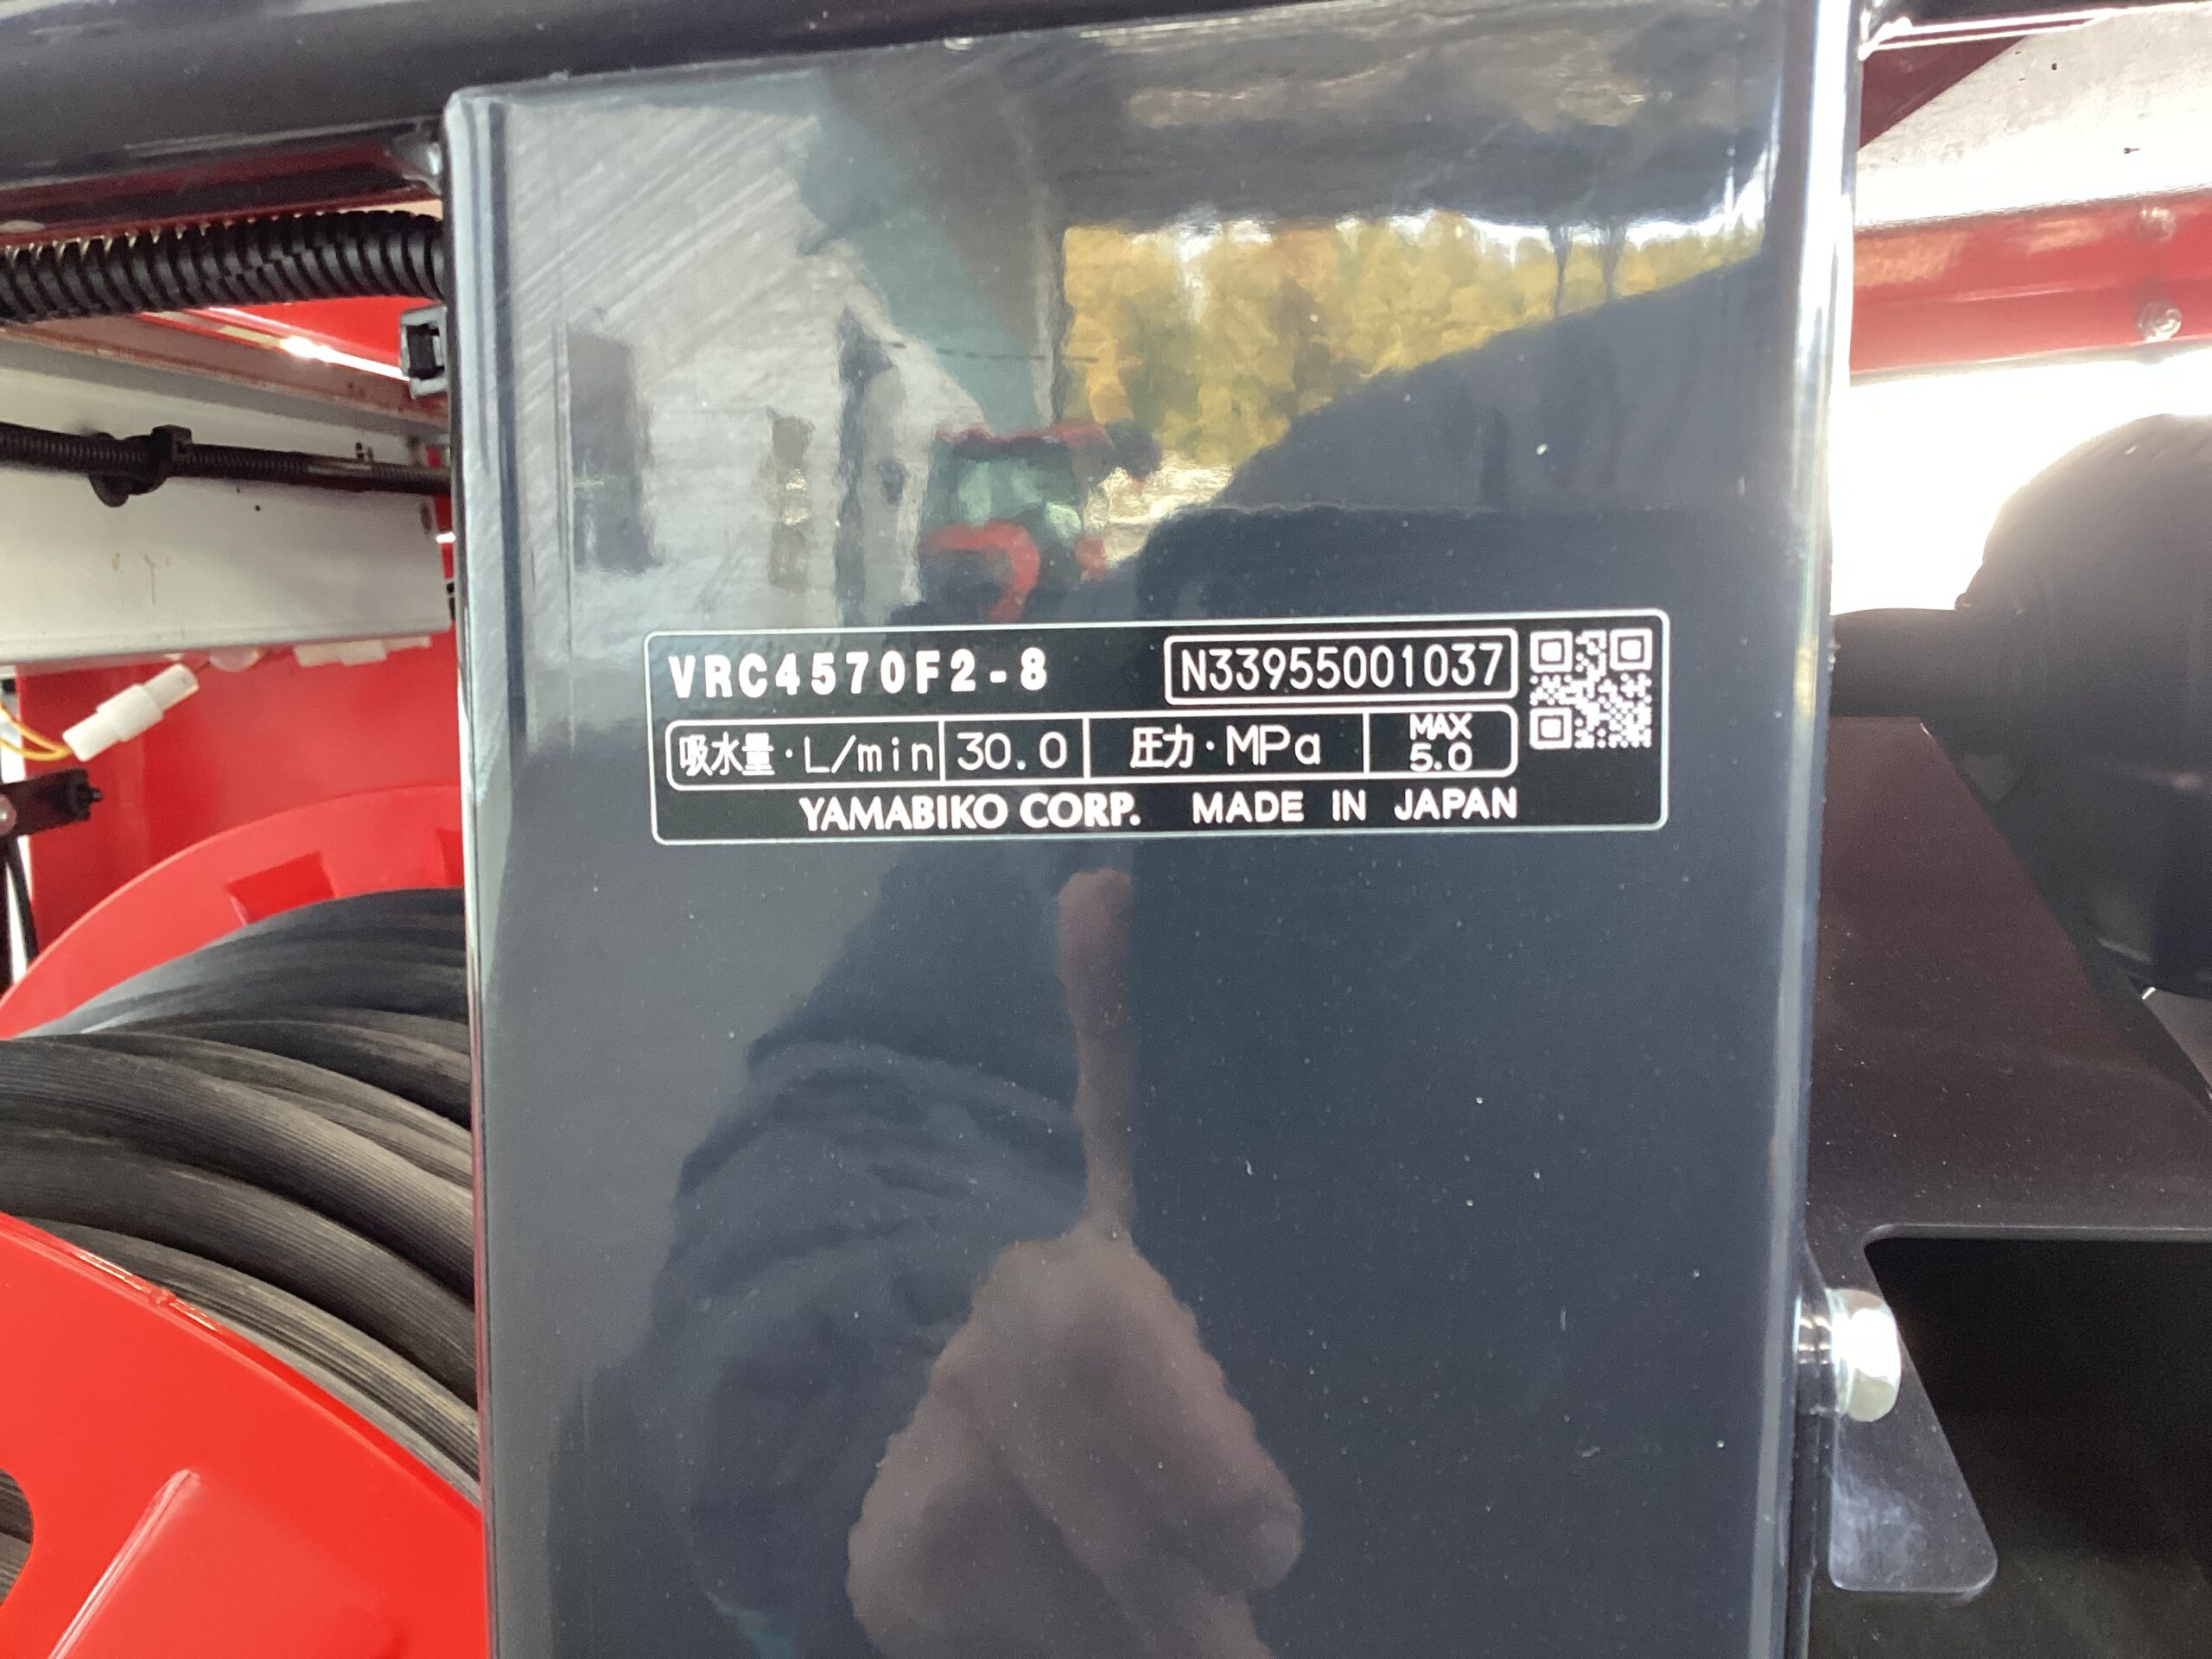 VRC4570F2-8 N33955001037
吸水量・L/min 30.0 圧力・MPa MAX 5.0
YAMABIKO CORP. MADE IN JAPAN